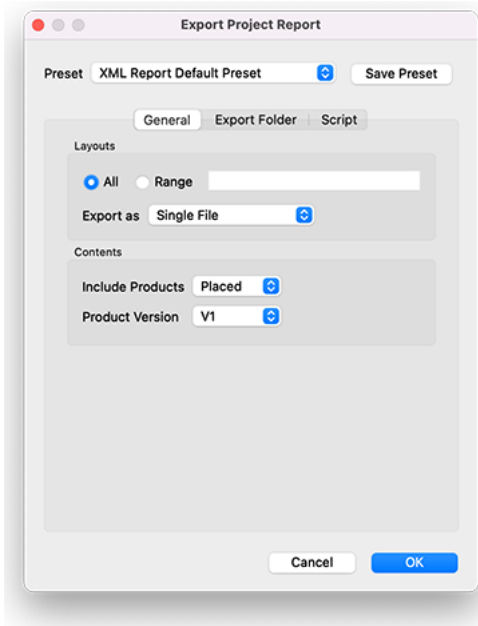 Export Project Report
Preset XML Report Default Preset Save Preset
General Export Folder Script
Layouts
All Range
Export as Single File
Contents
Include Products Placed
Product Version V1
Cancel OK